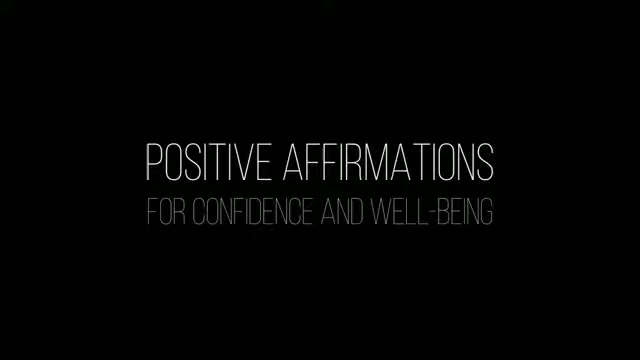 POSITIVE AFFIRMATIONS
FOR CONFIDENCE AND WELL-BEING